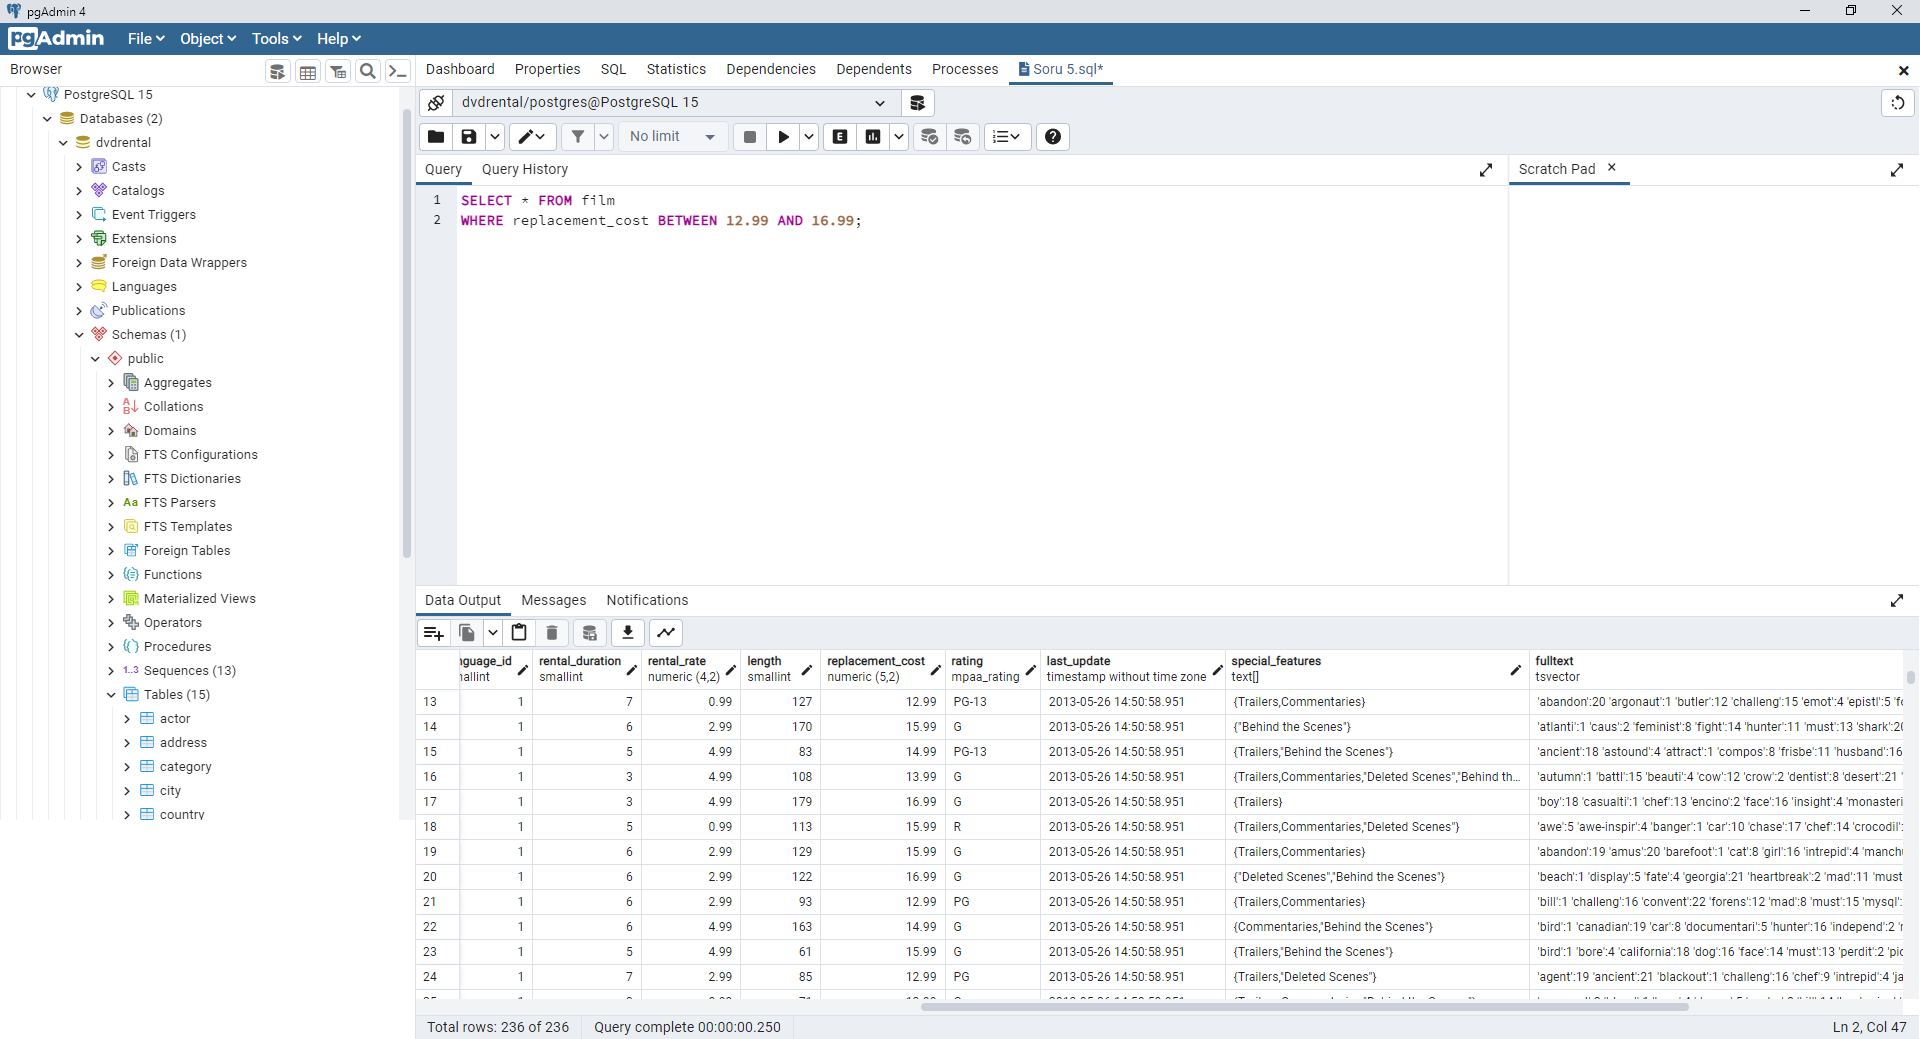 pgAdmin 4
pgAdmin File Object Tools Help
Browser
Dashboard Properties SQL Statistics Dependencies Dependents Processes Soru 5.sql*
PostgreSQL 15
Databases (2)
dvdrental
Casts
Catalogs
Event Triggers
Extensions
Foreign Data Wrappers
Languages
Publications
Schemas (1)
public
Aggregates
Collations
Domains
FTS Configurations
FTS Dictionaries
Aa FTS Parsers
FTS Templates
Foreign Tables
Functions
Materialized Views
Operators
Procedures
1..3 Sequences (13)
Tables (15)
actor
address
category
city
country
dvdrental/postgres@PostgreSQL 15
No limit E
Query Query History
Scratch Pad
1 SELECT * FROM film
2 WHERE replacement_cost BETWEEN 12.99 AND 16.99;
Data Output Messages Notifications
nguage_id rental_duration rental_rate length replacement_cost rating last_update special_features fulltext
nallint smallint numeric (4,2) smallint numeric (5,2) mpaa_rating timestamp without time zone text[] tsvector
13 1 7 0.99 127 12.99 PG-13 2013-05-26 14:50:58.951 {Trailers,Commentaries} 'abandon':20 'argonaut':1 'butler':12 'challeng':15 'emot':4 'epistl':5 'fo
14 1 6 2.99 170 15.99 G 2013-05-26 14:50:58.951 {"Behind the Scenes"} 'atlanti':1 'caus':2 'feminist':8 'fight':14 'hunter':11 'must':13 'shark':20
15 1 5 4.99 83 14.99 PG-13 2013-05-26 14:50:58.951 {Trailers,"Behind the Scenes"} 'ancient':18 'astound':4 'attract':1 'compos':8 'frisbe':11 'husband':16
16 1 3 4.99 108 13.99 G 2013-05-26 14:50:58.951 {Trailers,Commentaries,"Deleted Scenes","Behind th... 'autumn':1 'battl':15 'beauti':4 'cow':12 'crow':2 'dentist':8 'desert':21 '
17 1 3 4.99 179 16.99 G 2013-05-26 14:50:58.951 {Trailers} 'boy':18 'casualti':1 'chef':13 'encino':2 'face':16 'insight':4 'monasteri
18 1 5 0.99 113 15.99 R 2013-05-26 14:50:58.951 {Trailers,Commentaries,"Deleted Scenes"} 'awe':5 'awe-inspir':4 'banger':1 'car':10 'chase':17 'chef':14 'crocodil':
19 1 6 2.99 129 15.99 G 2013-05-26 14:50:58.951 {Trailers,Commentaries} 'abandon':19 'amus':20 'barefoot':1 'cat':8 'girl':16 'intrepid':4 'manchu
20 1 6 2.99 122 16.99 G 2013-05-26 14:50:58.951 {"Deleted Scenes","Behind the Scenes"} 'beach':1 'display':5 'fate':4 'georgia':21 'heartbreak':2 'mad':11 'must
21 1 6 2.99 93 12.99 PG 2013-05-26 14:50:58.951 {Trailers,Commentaries} 'bill':1 'challeng':16 'convent':22 'forens':12 'mad':8 'must':15 'mysql':
22 1 6 4.99 163 14.99 G 2013-05-26 14:50:58.951 {Commentaries,"Behind the Scenes"} 'bird':1 'canadian':19 'car':8 'documentari':5 'hunter':16 'independ':2 'r
23 1 5 4.99 61 15.99 G 2013-05-26 14:50:58.951 {Trailers,"Behind the Scenes"} 'bird':1 'bore':4 'california':18 'dog':16 'face':14 'must':13 'perdit':2 'pic
24 1 7 2.99 85 12.99 PG 2013-05-26 14:50:58.951 {Trailers,"Deleted Scenes"} 'agent':19 'ancient':21 'blackout':1 'challeng':16 'chef':9 'intrepid':4 'ja
Total rows: 236 of 236 Query complete 00:00:00.250 Ln 2, Col 47